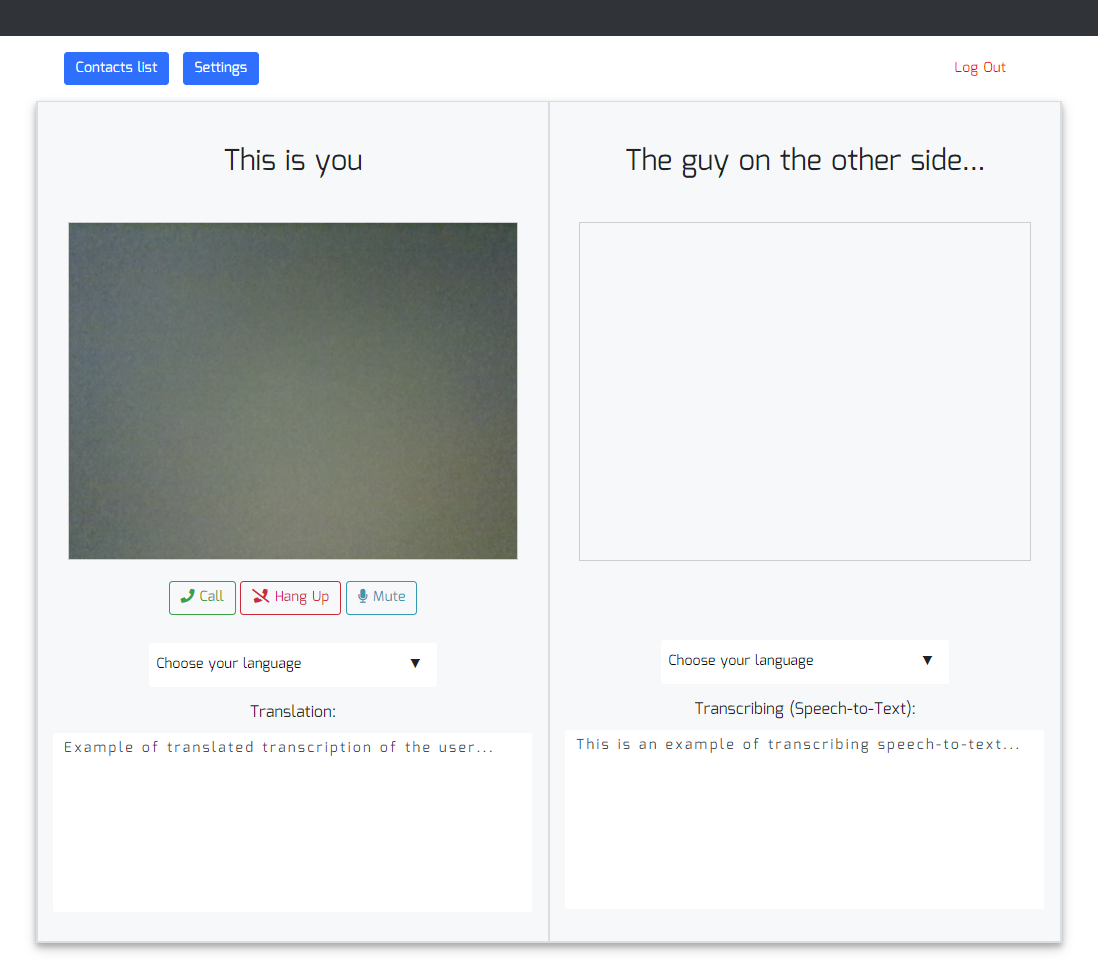 Contacts list
Settings
Log Out
This is you
The guy on the other side...
Call
Hang Up
Mute
Choose your language ▼
Translation:
Example of translated transcription of the user...
Choose your language ▼
Transcribing (Speech-to-Text):
This is an example of transcribing speech-to-text...